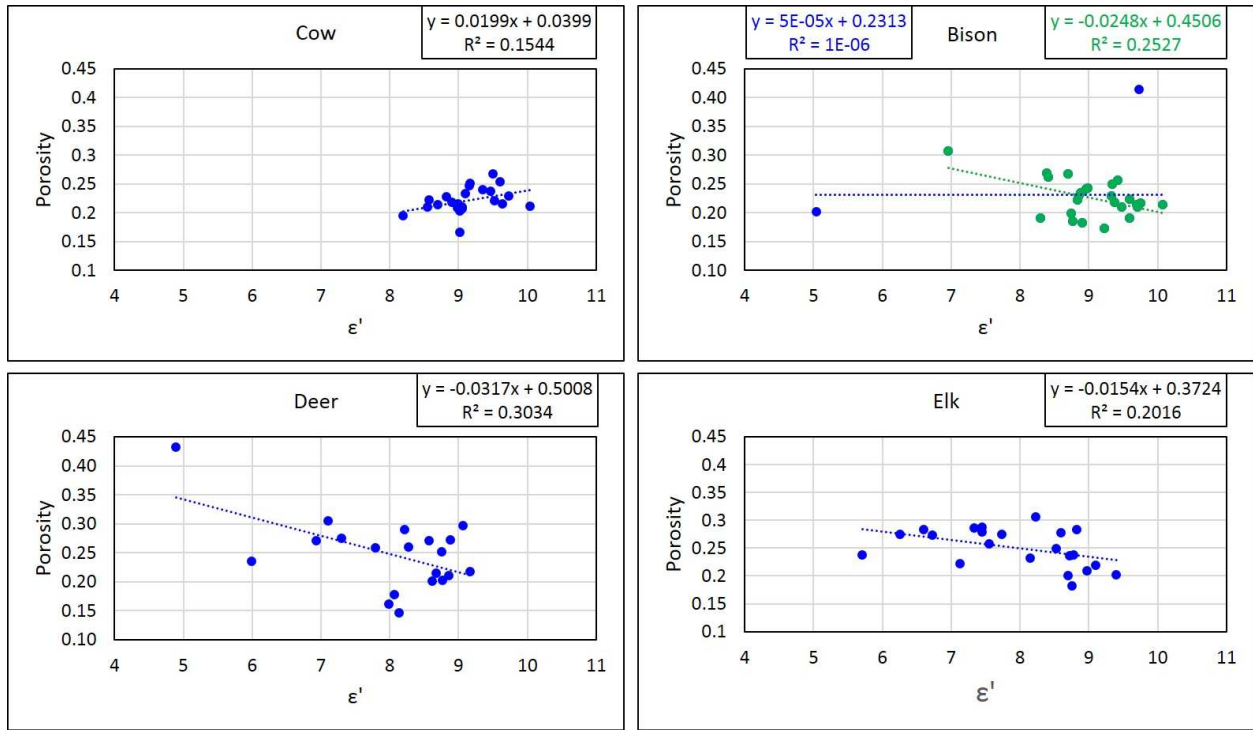 Cow
y = 0.0199x + 0.0399
R² = 0.1544
Porosity
0.45
0.40
0.35
0.3
0.25
0.20
0.15
0.1
4 5 6 7 8 9 10 11
ε'
y = 5E-05x + 0.2313
R² = 1E-06
Bison
y = -0.0248x + 0.4506
R² = 0.2527
Porosity
0.45
0.40
0.35
0.30
0.25
0.20
0.15
0.10
4 5 6 7 8 9 10 11
ε'
Deer
y = -0.0317x + 0.5008
R² = 0.3034
Porosity
0.45
0.40
0.35
0.30
0.25
0.20
0.15
0.10
4 5 6 7 8 9 10 11
ε'
Elk
y = -0.0154x + 0.3724
R² = 0.2016
Porosity
0.45
0.4
0.35
0.3
0.25
0.2
0.15
0.1
4 5 6 7 8 9 10 11
ε'